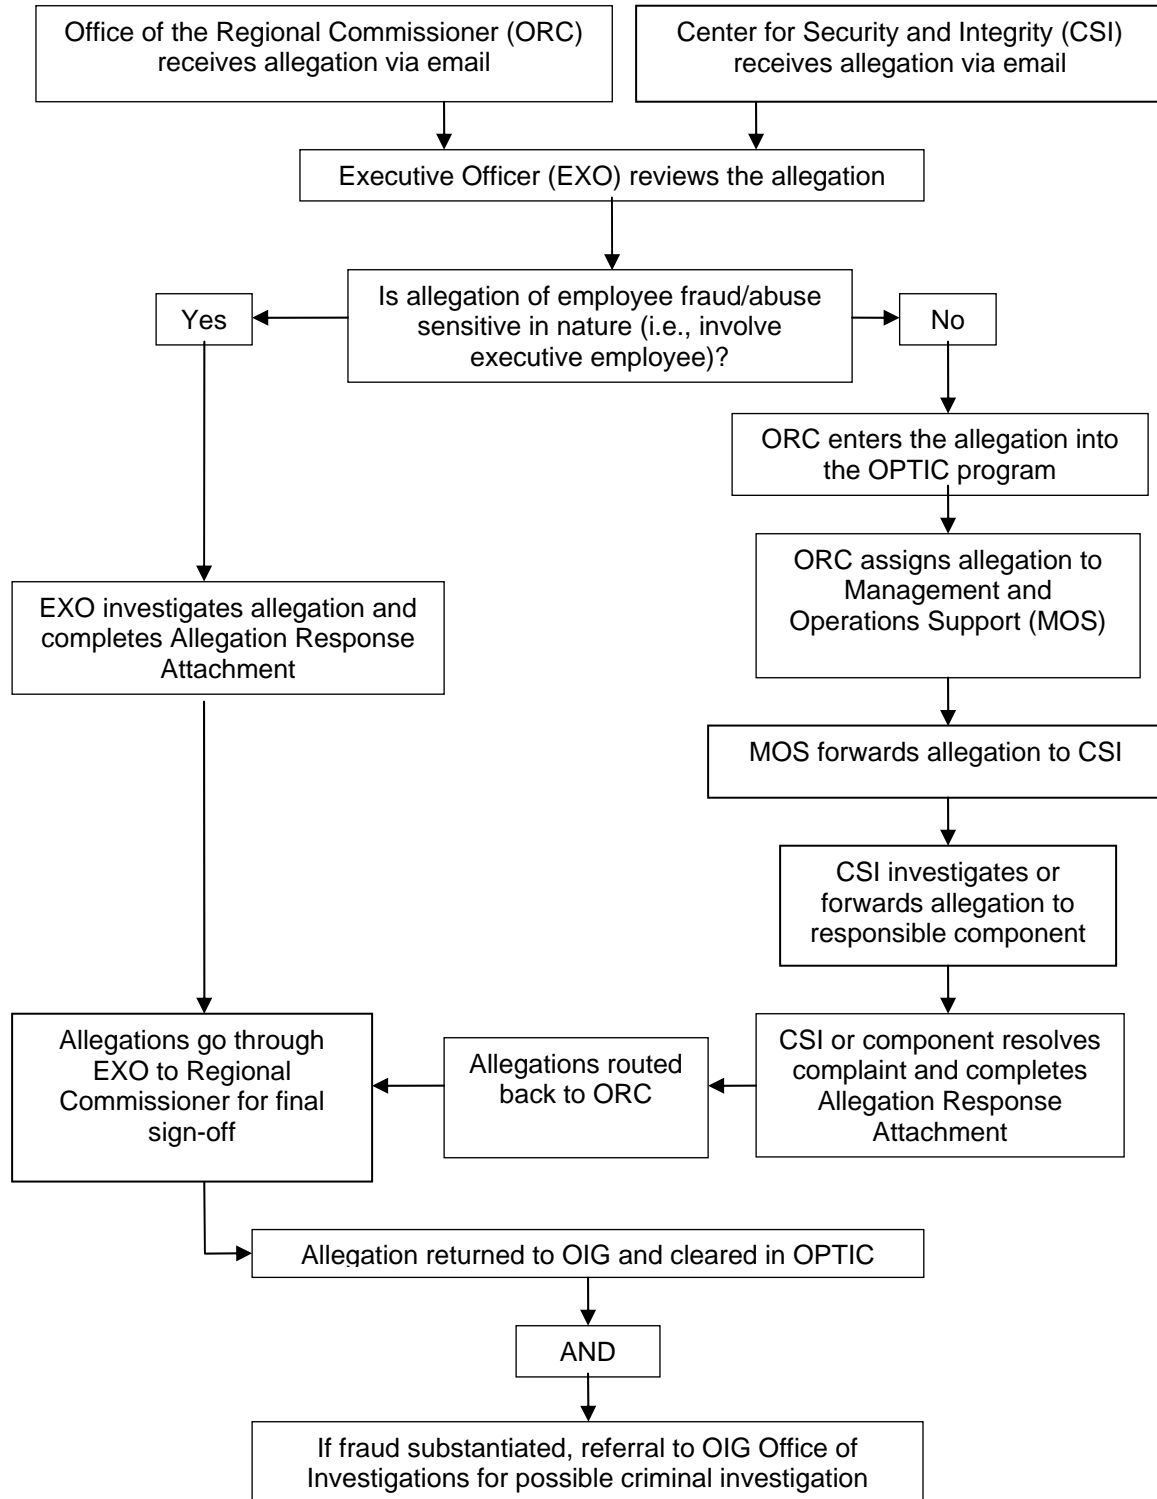 Office of the Regional Commissioner (ORC)
receives allegation via email
Center for Security and Integrity (CSI)
receives allegation via email
Executive Officer (EXO) reviews the allegation
Is allegation of employee fraud/abuse
sensitive in nature (i.e., involve
executive employee)?
Yes
No
ORC enters the allegation into
the OPTIC program
ORC assigns allegation to
Management and
Operations Support (MOS)
EXO investigates allegation and
completes Allegation Response
Attachment
MOS forwards allegation to CSI
CSI investigates or
forwards allegation to
responsible component
CSI or component resolves
complaint and completes
Allegation Response
Attachment
Allegations routed
back to ORC
Allegations go through
EXO to Regional
Commissioner for final
sign-off
Allegation returned to OIG and cleared in OPTIC
AND
If fraud substantiated, referral to OIG Office of
Investigations for possible criminal investigation